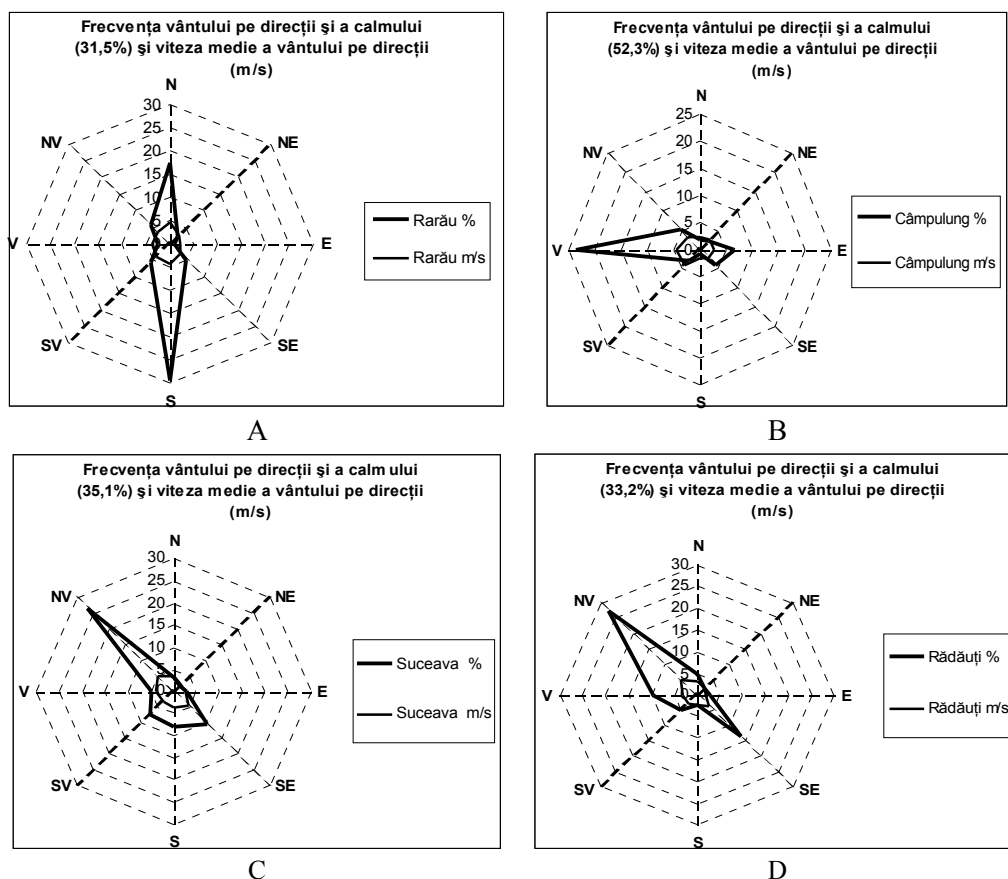 Frecvența vântului pe direcții și a calmului
(31,5%) și viteza medie a vântului pe direcții
(m/s)
N
30
25
20
15
10
5
0
NV
NE
V
E
SV
SE
S
Rarău %
Rarău m/s
A
Frecvența vântului pe direcții și a calmului
(52,3%) și viteza medie a vântului pe direcții
(m/s)
N
25
20
15
10
5
0
NV
NE
V
E
SV
SE
S
Câmpulung %
Câmpulung m/s
B
Frecvența vântului pe direcții și a calmului
(35,1%) și viteza medie a vântului pe direcții
(m/s)
N
30
25
20
15
10
5
0
NV
NE
V
E
SV
SE
S
Suceava %
Suceava m/s
C
Frecvența vântului pe direcții și a calmului
(33,2%) și viteza medie a vântului pe direcții
(m/s)
N
30
25
20
15
10
5
0
NV
NE
V
E
SV
SE
S
Rădăuți %
Rădăuți m/s
D